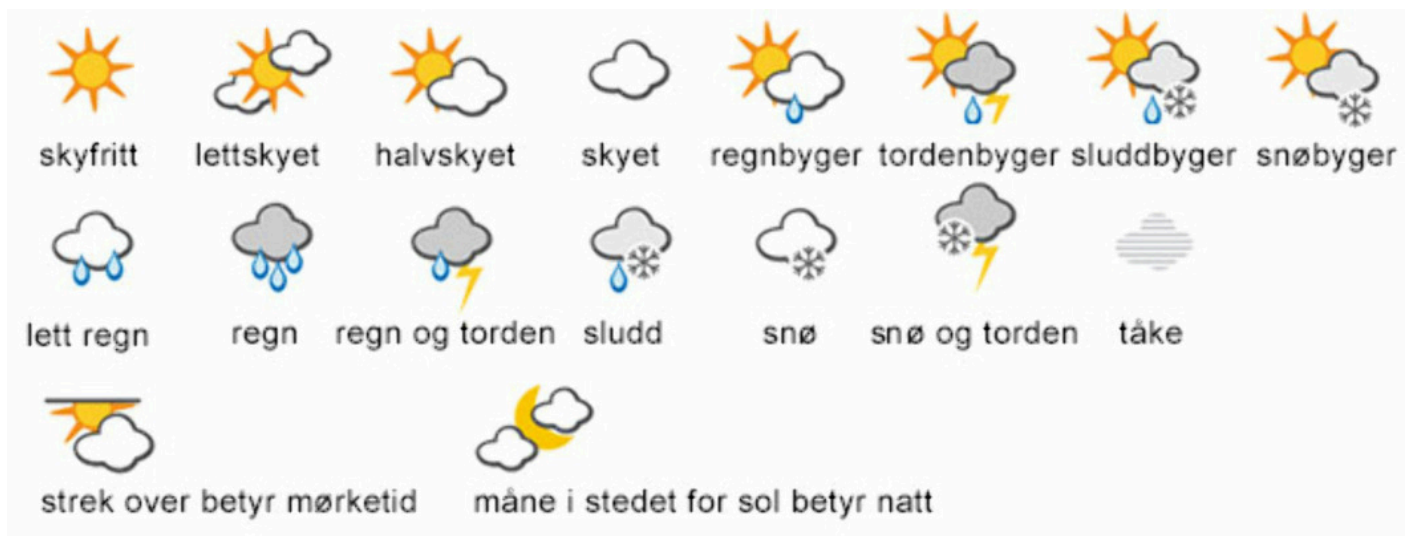 skyfritt lettskyet halvskyet skyet regnbyger tordenbyger sluddbyger snøbyger
lett regn regn regn og torden sludd snø snø og torden tåke
strek over betyr mørketid måne i stedet for sol betyr natt